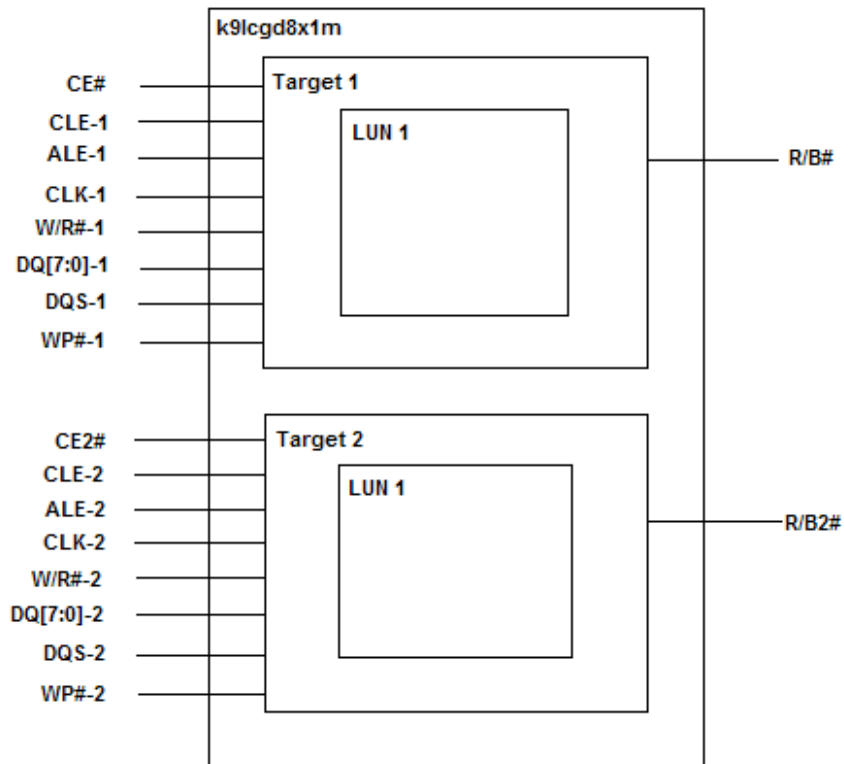 k9lcgd8x1m
Target 1
LUN 1
CE#
CLE-1
ALE-1
CLK-1
W/R#-1
DQ[7:0]-1
DQS-1
WP#-1
R/B#
Target 2
LUN 1
CE2#
CLE-2
ALE-2
CLK-2
W/R#-2
DQ[7:0]-2
DQS-2
WP#-2
R/B2#